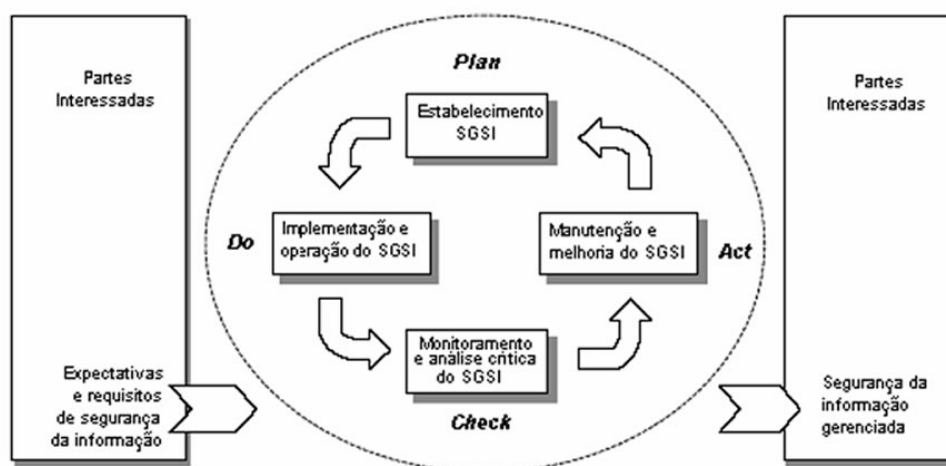 Partes
Interessadas
Expectativas
e requisitos
de segurança
da informação
Plan
Estabelecimento
SGSI
Do
Implementação e
operação do SGSI
Manutenção e
melhoria do SGSI
Act
Monitoramento
e análise crítica
do SGSI
Check
Partes
Interessadas
Segurança da
informação
gerenciada